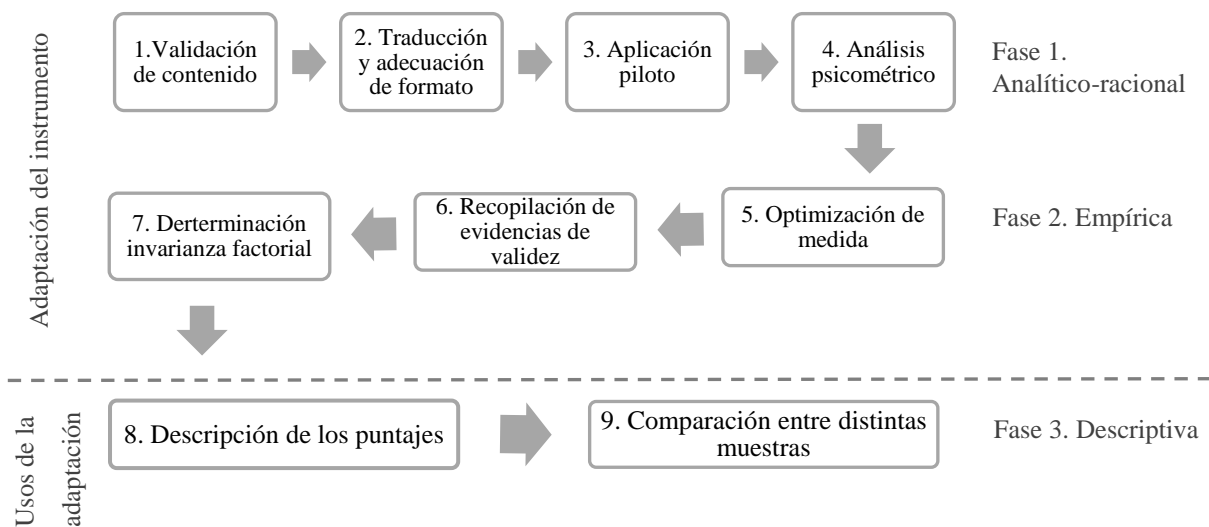 Adaptación del instrumento
1.Validación
de contenido
2. Traducción
y adecuación
de formato
3. Aplicación
piloto
4. Análisis
psicométrico
Fase 1.
Analítico-racional
7. Derterminación
invarianza factorial
6. Recopilación de
evidencias de
validez
5. Optimización de
medida
Fase 2. Empírica
Usos de la
adaptación
8. Descripción de los puntajes
9. Comparación entre distintas
muestras
Fase 3. Descriptiva